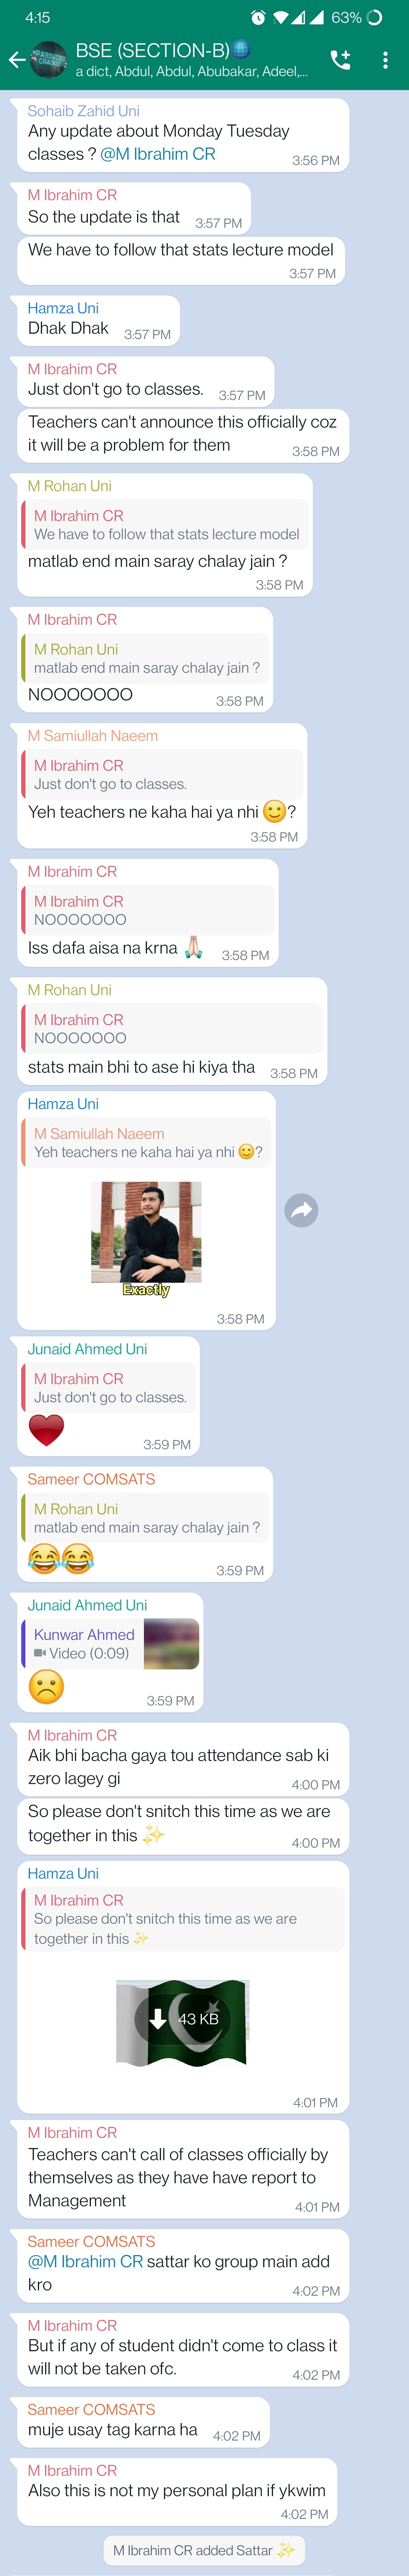 4:15
63%
BSE (SECTION-B)
a dict, Abdul, Abdul, Abubakar, Adeel,...
Sohaib Zahid Uni
Any update about Monday Tuesday
classes ? @M Ibrahim CR
3:56 PM
M Ibrahim CR
So the update is that
3:57 PM
We have to follow that stats lecture model
3:57 PM
Hamza Uni
Dhak Dhak
3:57 PM
M Ibrahim CR
Just don't go to classes.
3:57 PM
Teachers can't announce this officially coz
it will be a problem for them
3:58 PM
M Rohan Uni
M Ibrahim CR
We have to follow that stats lecture model
matlab end main saray chalay jain ?
3:58 PM
M Ibrahim CR
M Rohan Uni
matlab end main saray chalay jain ?
NOOOOOOO
3:58 PM
M Samiullah Naeem
M Ibrahim CR
Just don't go to classes.
Yeh teachers ne kaha hai ya nhi 🙂?
3:58 PM
M Ibrahim CR
M Ibrahim CR
NOOOOOOO
Iss dafa aisa na krna 🙏🏻
3:58 PM
M Rohan Uni
M Ibrahim CR
NOOOOOOO
stats main bhi to ase hi kiya tha
3:58 PM
Hamza Uni
M Samiullah Naeem
Yeh teachers ne kaha hai ya nhi 🙂?
Exactly
3:58 PM
Junaid Ahmed Uni
M Ibrahim CR
Just don't go to classes.
❤️
3:59 PM
Sameer COMSATS
M Rohan Uni
matlab end main saray chalay jain ?
😂😂
3:59 PM
Junaid Ahmed Uni
Kunwar Ahmed
Video (0:09)
☹️
3:59 PM
M Ibrahim CR
Aik bhi bacha gaya tou attendance sab ki
zero lagey gi
4:00 PM
So please don't snitch this time as we are
together in this ✨
4:00 PM
Hamza Uni
M Ibrahim CR
So please don't snitch this time as we are
together in this ✨
43 KB
4:01 PM
M Ibrahim CR
Teachers can't call of classes officially by
themselves as they have have report to
Management
4:01 PM
Sameer COMSATS
@M Ibrahim CR sattar ko group main add
kro
4:02 PM
M Ibrahim CR
But if any of student didn't come to class it
will not be taken ofc.
4:02 PM
Sameer COMSATS
muje usay tag karna ha
4:02 PM
M Ibrahim CR
Also this is not my personal plan if ykwim
4:02 PM
M Ibrahim CR added Sattar ✨